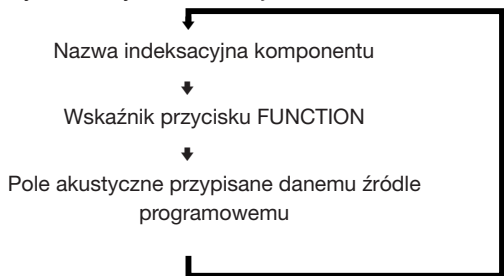 Nazwa indeksacyjna komponentu
Wskaźnik przycisku FUNCTION
Pole akustyczne przypisane danemu źródle
programowemu